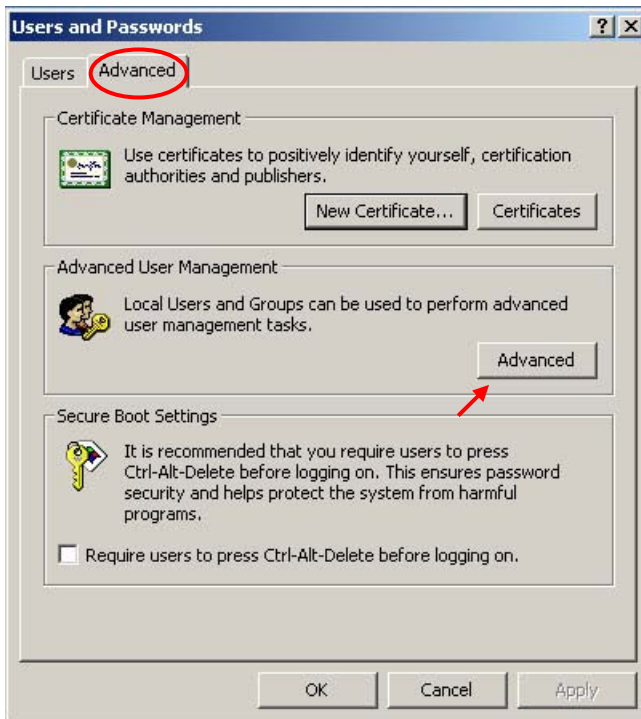 Users and Passwords
Users
Advanced
Certificate Management
Use certificates to positively identify yourself, certification
authorities and publishers.
New Certificate...
Certificates
Advanced User Management
Local Users and Groups can be used to perform advanced
user management tasks.
Advanced
Secure Boot Settings
It is recommended that you require users to press
Ctrl-Alt-Delete before logging on. This ensures password
security and helps protect the system from harmful
programs.
Require users to press Ctrl-Alt-Delete before logging on.
OK
Cancel
Apply